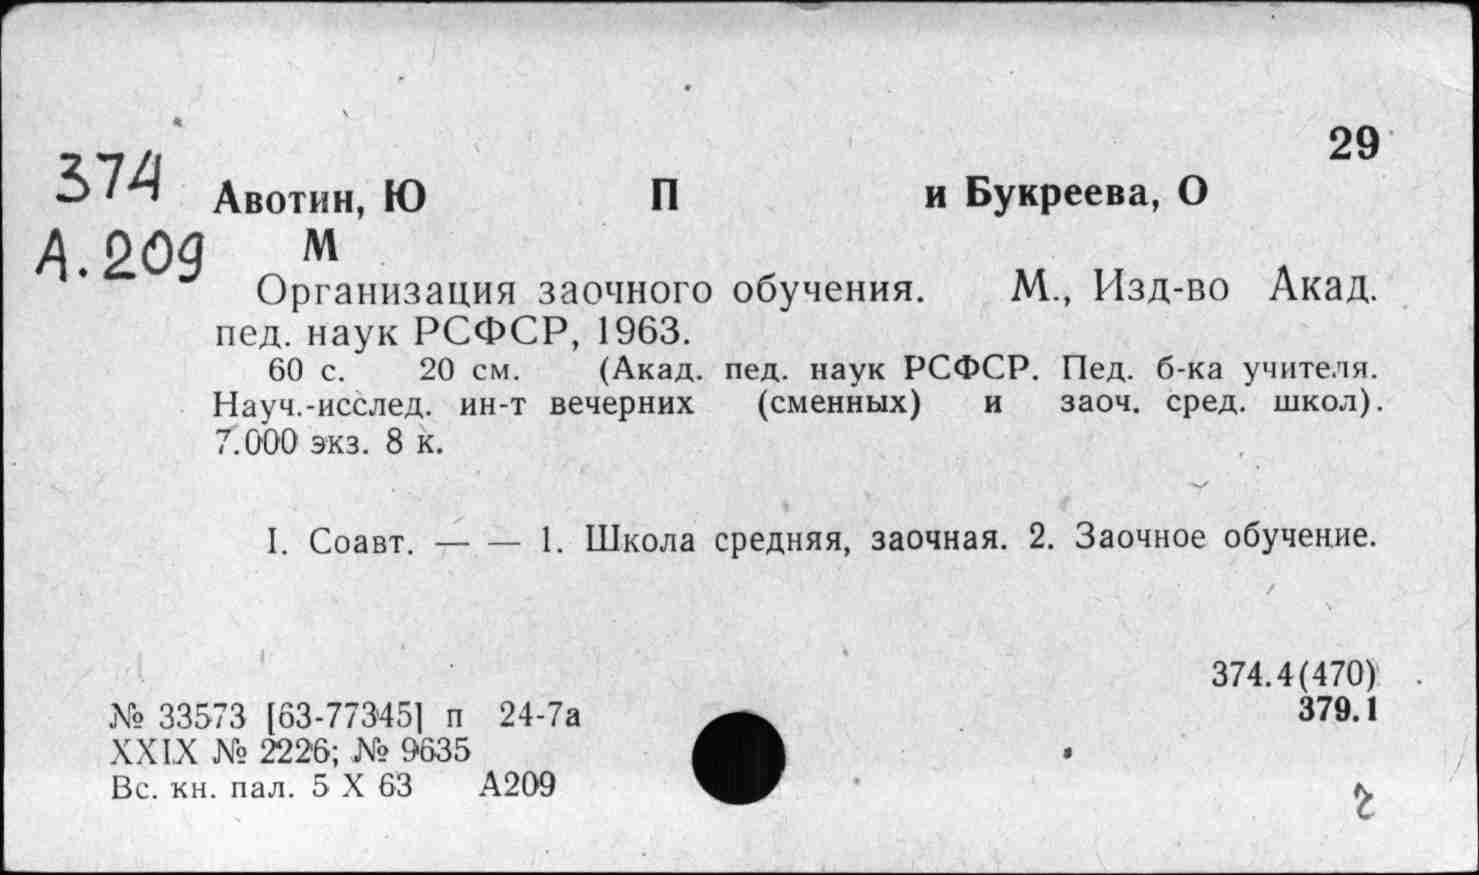 29
374
Авотин, Ю П и Букреева, О
А.209 М
Организация заочного обучения. М., Изд-во Акад.
пед. наук РСФСР, 1963.
60 с. 20 см. (Акад. пед. наук РСФСР. Пед. б-ка учителя.
Науч.-исслед. ин-т вечерних (сменных) и заоч. сред. школ).
7.000 экз. 8 к.
I. Соавт. — — 1. Школа средняя, заочная. 2. Заочное обучение.
374.4(470)
№ 33573 [63-77345] п 24-7а 379.1
XXIX № 2226; № 9635
Вс. кн. пал. 5 X 63 А209